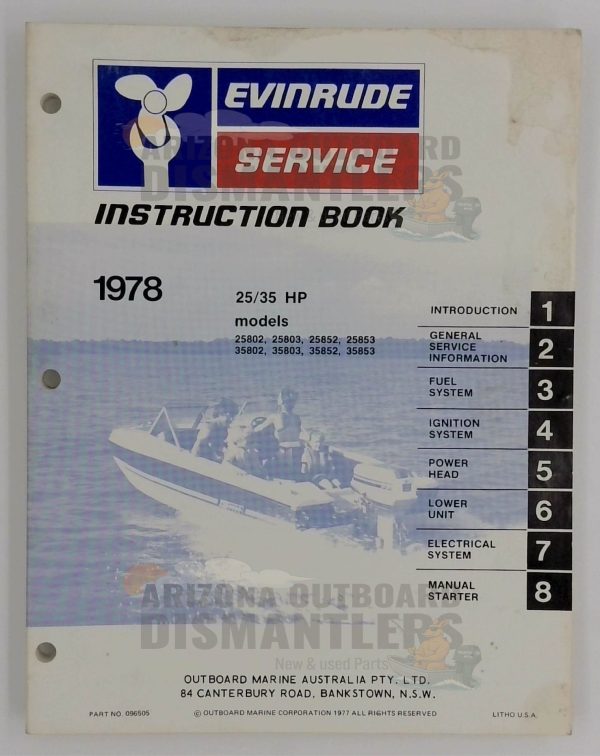 EVINRUDE
SERVICE
INSTRUCTION BOOK
1978
25/35 HP
models
25802, 25803, 25852, 25853
35802, 35803, 35852, 35853
INTRODUCTION 1
GENERAL
SERVICE
INFORMATION 2
FUEL
SYSTEM 3
IGNITION
SYSTEM 4
POWER
HEAD 5
LOWER
UNIT 6
ELECTRICAL
SYSTEM 7
MANUAL
STARTER 8
ARIZONA OUTBOARD
DISMANTLERS
ARIZONA OUTBOARD
DISMANTLERS
New & used Parts
OUTBOARD MARINE AUSTRALIA PTY. LTD.
84 CANTERBURY ROAD, BANKSTOWN, N.S.W.
PART NO. 096505
© OUTBOARD MARINE CORPORATION 1977 ALL RIGHTS RESERVED
LITHO U.S.A.